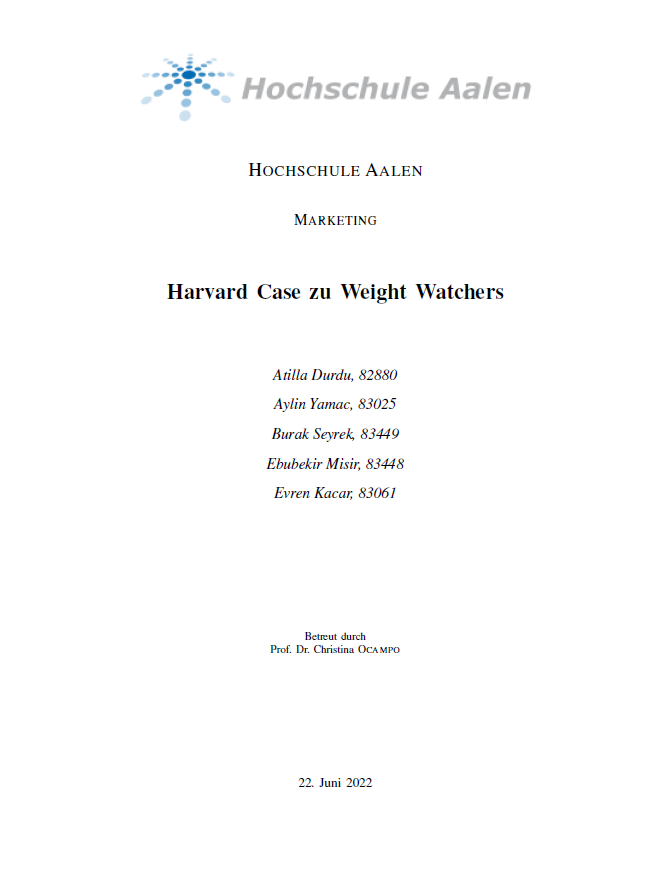 Hochschule Aalen
HOCHSCHULE AALEN
MARKETING
Harvard Case zu Weight Watchers
Atilla Durdu, 82880
Aylin Yamac, 83025
Burak Seyrek, 83449
Ebubekir Misir, 83448
Evren Kacar, 83061
Betreut durch
Prof. Dr. Christina OCAMPO
22. Juni 2022